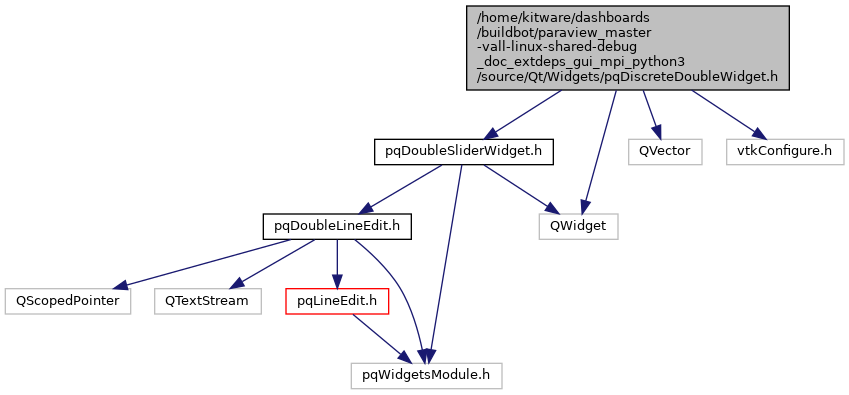 /home/kitware/dashboards
/buildbot/paraview_master
-vall-linux-shared-debug
_doc_extdeps_gui_mpi_python3
/source/Qt/Widgets/pqDiscreteDoubleWidget.h
pqDoubleSliderWidget.h
QVector
vtkConfigure.h
pqDoubleLineEdit.h
QWidget
QScopedPointer
QTextStream
pqLineEdit.h
pqWidgetsModule.h